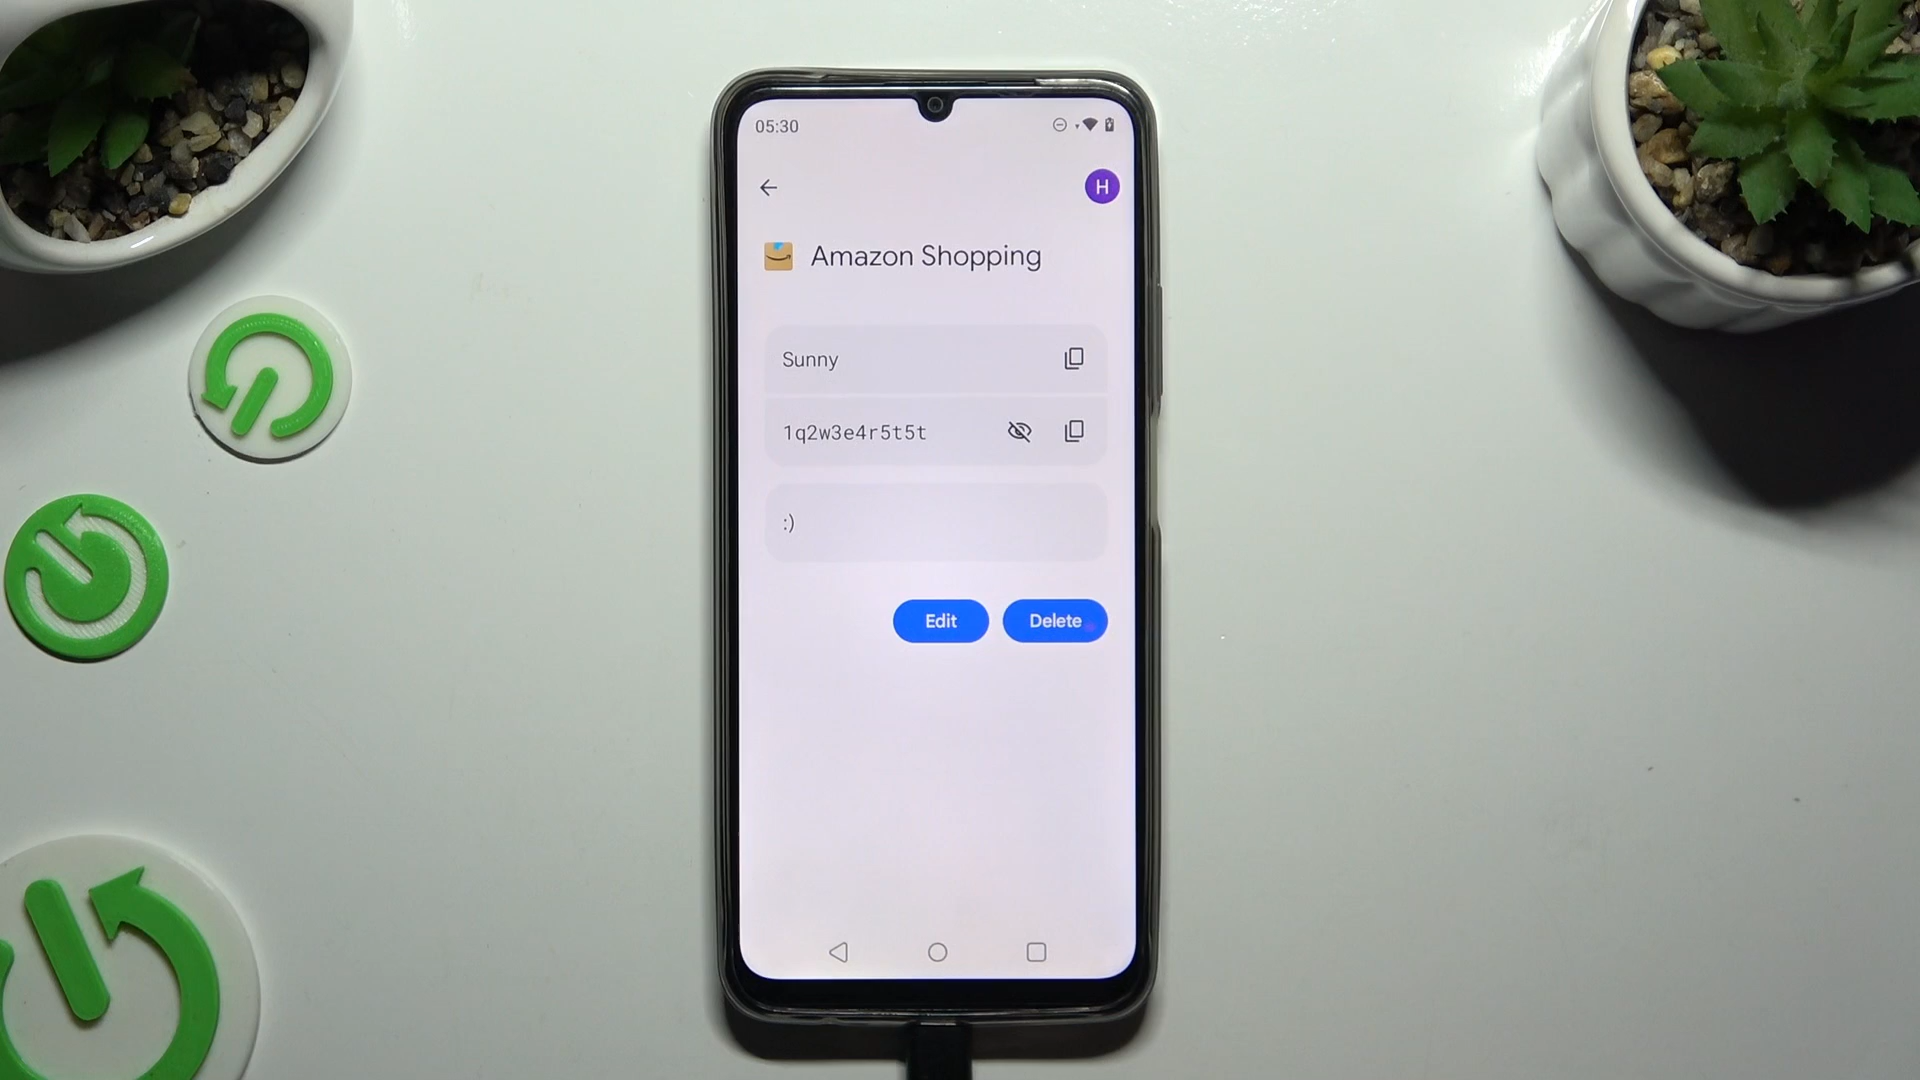 05:30
H
Amazon Shopping
Sunny
1q2w3e4r5t5t
:)
Edit
Delete